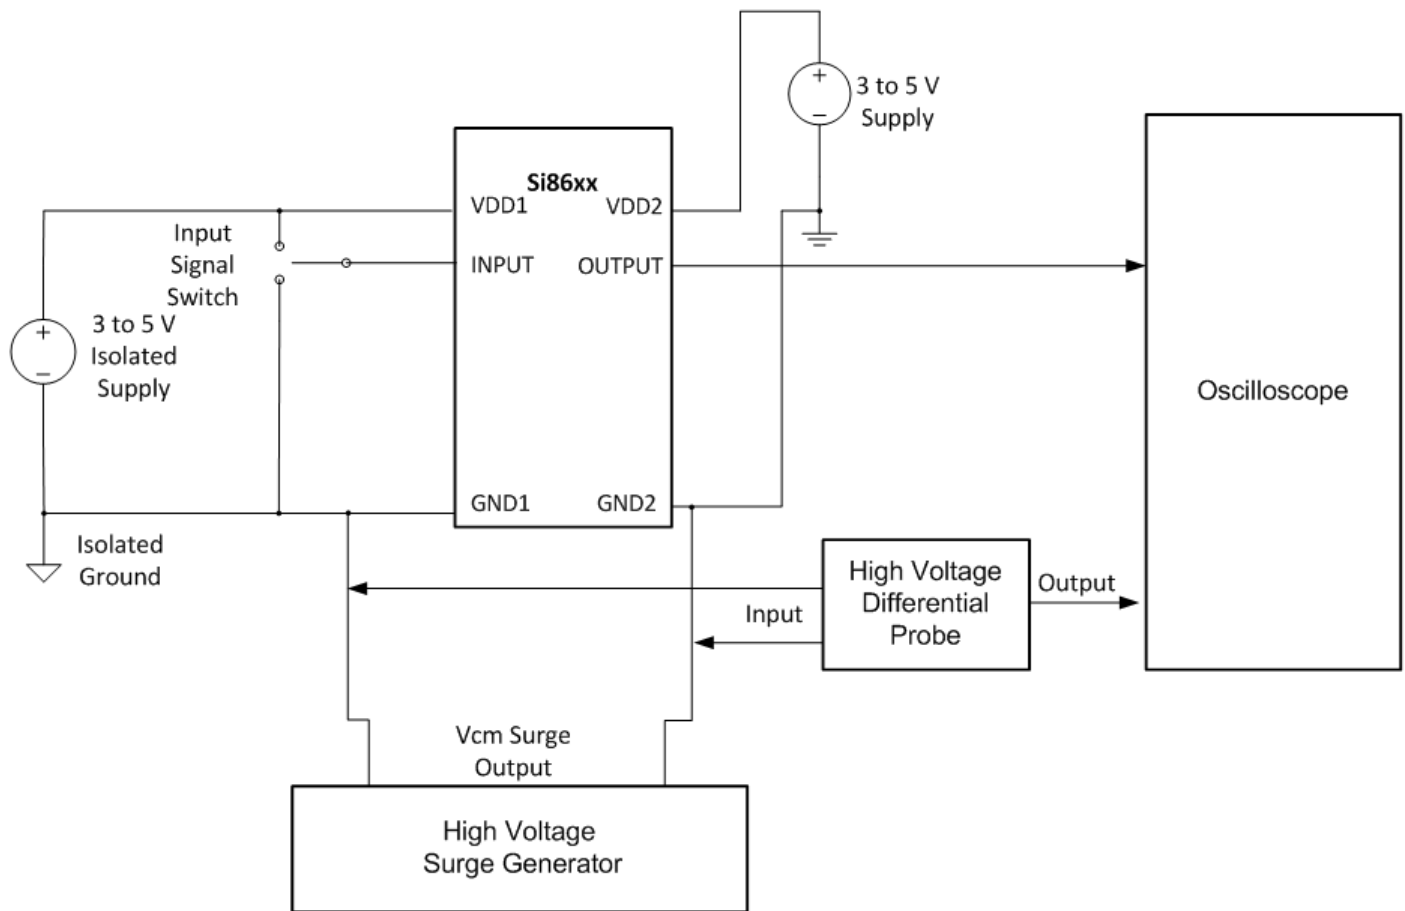 +
3 to 5 V
Supply
−
Si86xx
VDD1
VDD2
Input
Signal
Switch
INPUT
OUTPUT
+
3 to 5 V
Isolated
Supply
−
Oscilloscope
GND1
GND2
Isolated
Ground
High Voltage
Differential
Probe
Input
Output
Vcm Surge
Output
High Voltage
Surge Generator